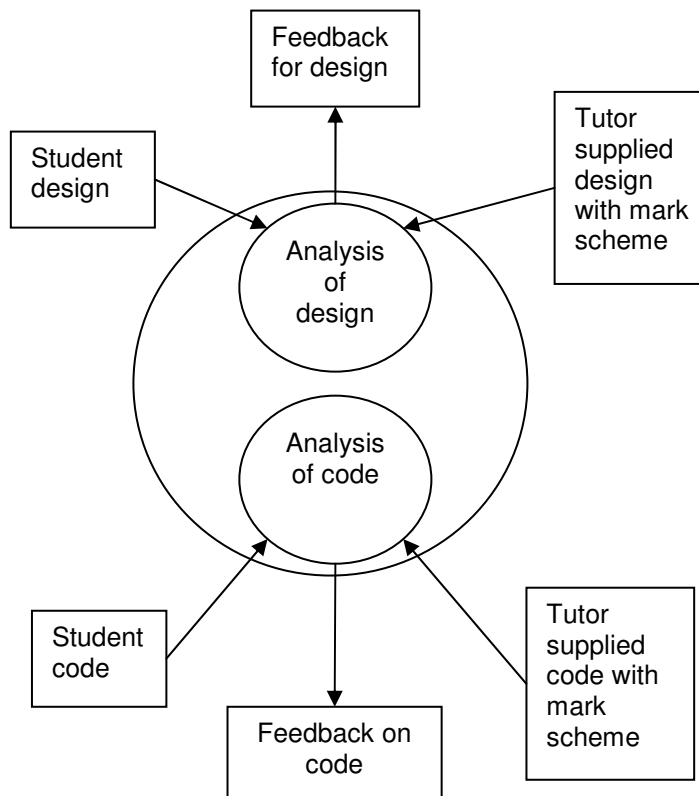 Feedback
for design
Student
design
Tutor
supplied
design
with mark
scheme
Analysis
of
design
Analysis
of code
Student
code
Tutor
supplied
code with
mark
scheme
Feedback on
code